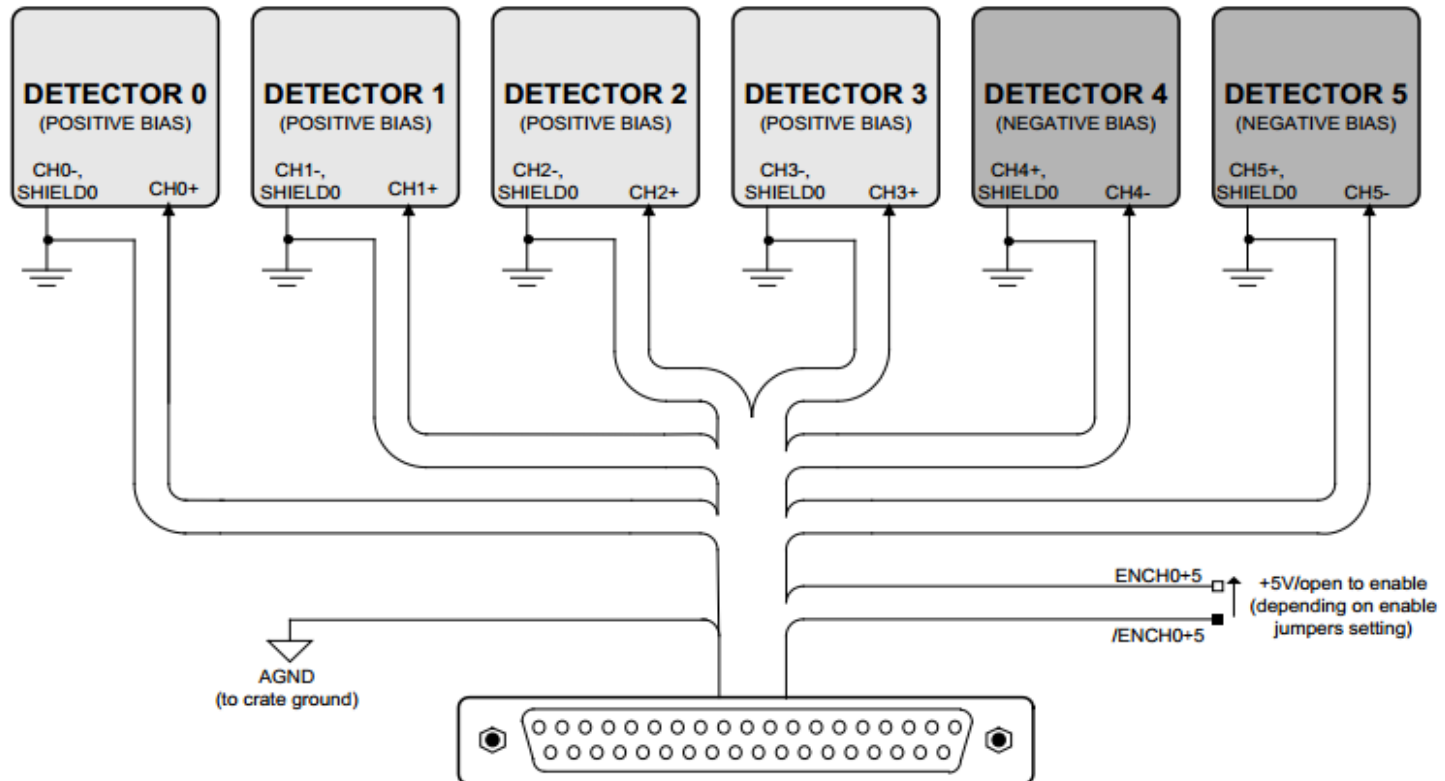 DETECTOR 0
(POSITIVE BIAS)
CH0-,
SHIELD0
CH0+
DETECTOR 1
(POSITIVE BIAS)
CH1-,
SHIELD0
CH1+
DETECTOR 2
(POSITIVE BIAS)
CH2-,
SHIELD0
CH2+
DETECTOR 3
(POSITIVE BIAS)
CH3-,
SHIELD0
CH3+
DETECTOR 4
(NEGATIVE BIAS)
CH4+,
SHIELD0
CH4-
DETECTOR 5
(NEGATIVE BIAS)
CH5+,
SHIELD0
CH5-
ENCH0+5
/ENCH0+5
+5V/open to enable
(depending on enable
jumpers setting)
AGND
(to crate ground)